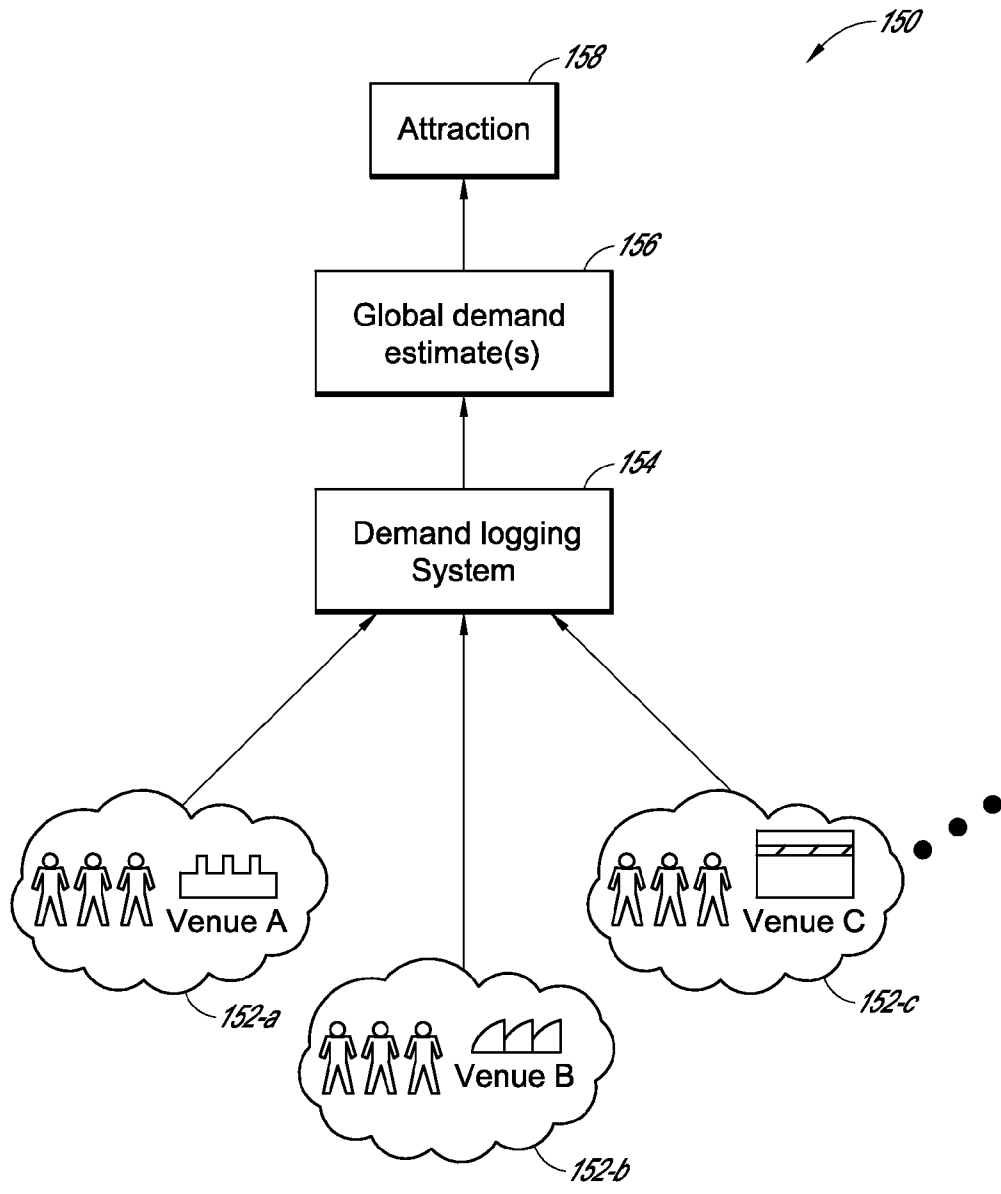 150
158
Attraction
156
Global demand
estimate(s)
154
Demand logging
System
Venue A
152-a
Venue B
152-b
Venue C
152-c